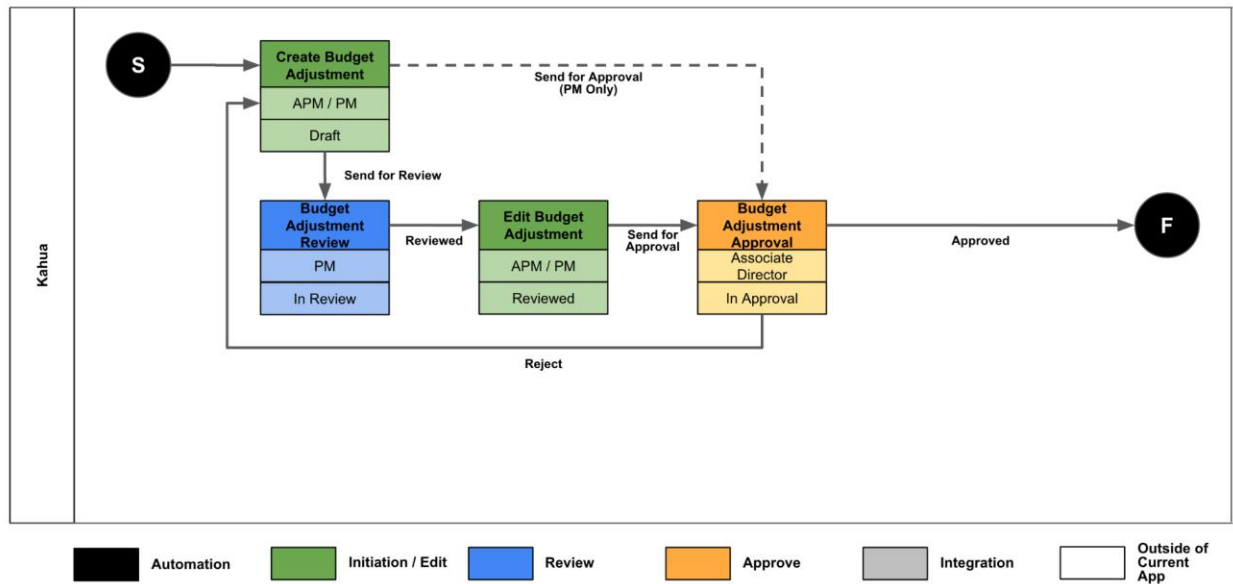 Kahua
S
Create Budget
Adjustment
APM / PM
Draft
Send for Approval
(PM Only)
Send for Review
Budget
Adjustment
Review
PM
In Review
Reviewed
Edit Budget
Adjustment
APM / PM
Reviewed
Send for
Approval
Budget
Adjustment
Approval
Associate
Director
In Approval
Approved
F
Reject
Automation
Initiation / Edit
Review
Approve
Integration
Outside of
Current
App